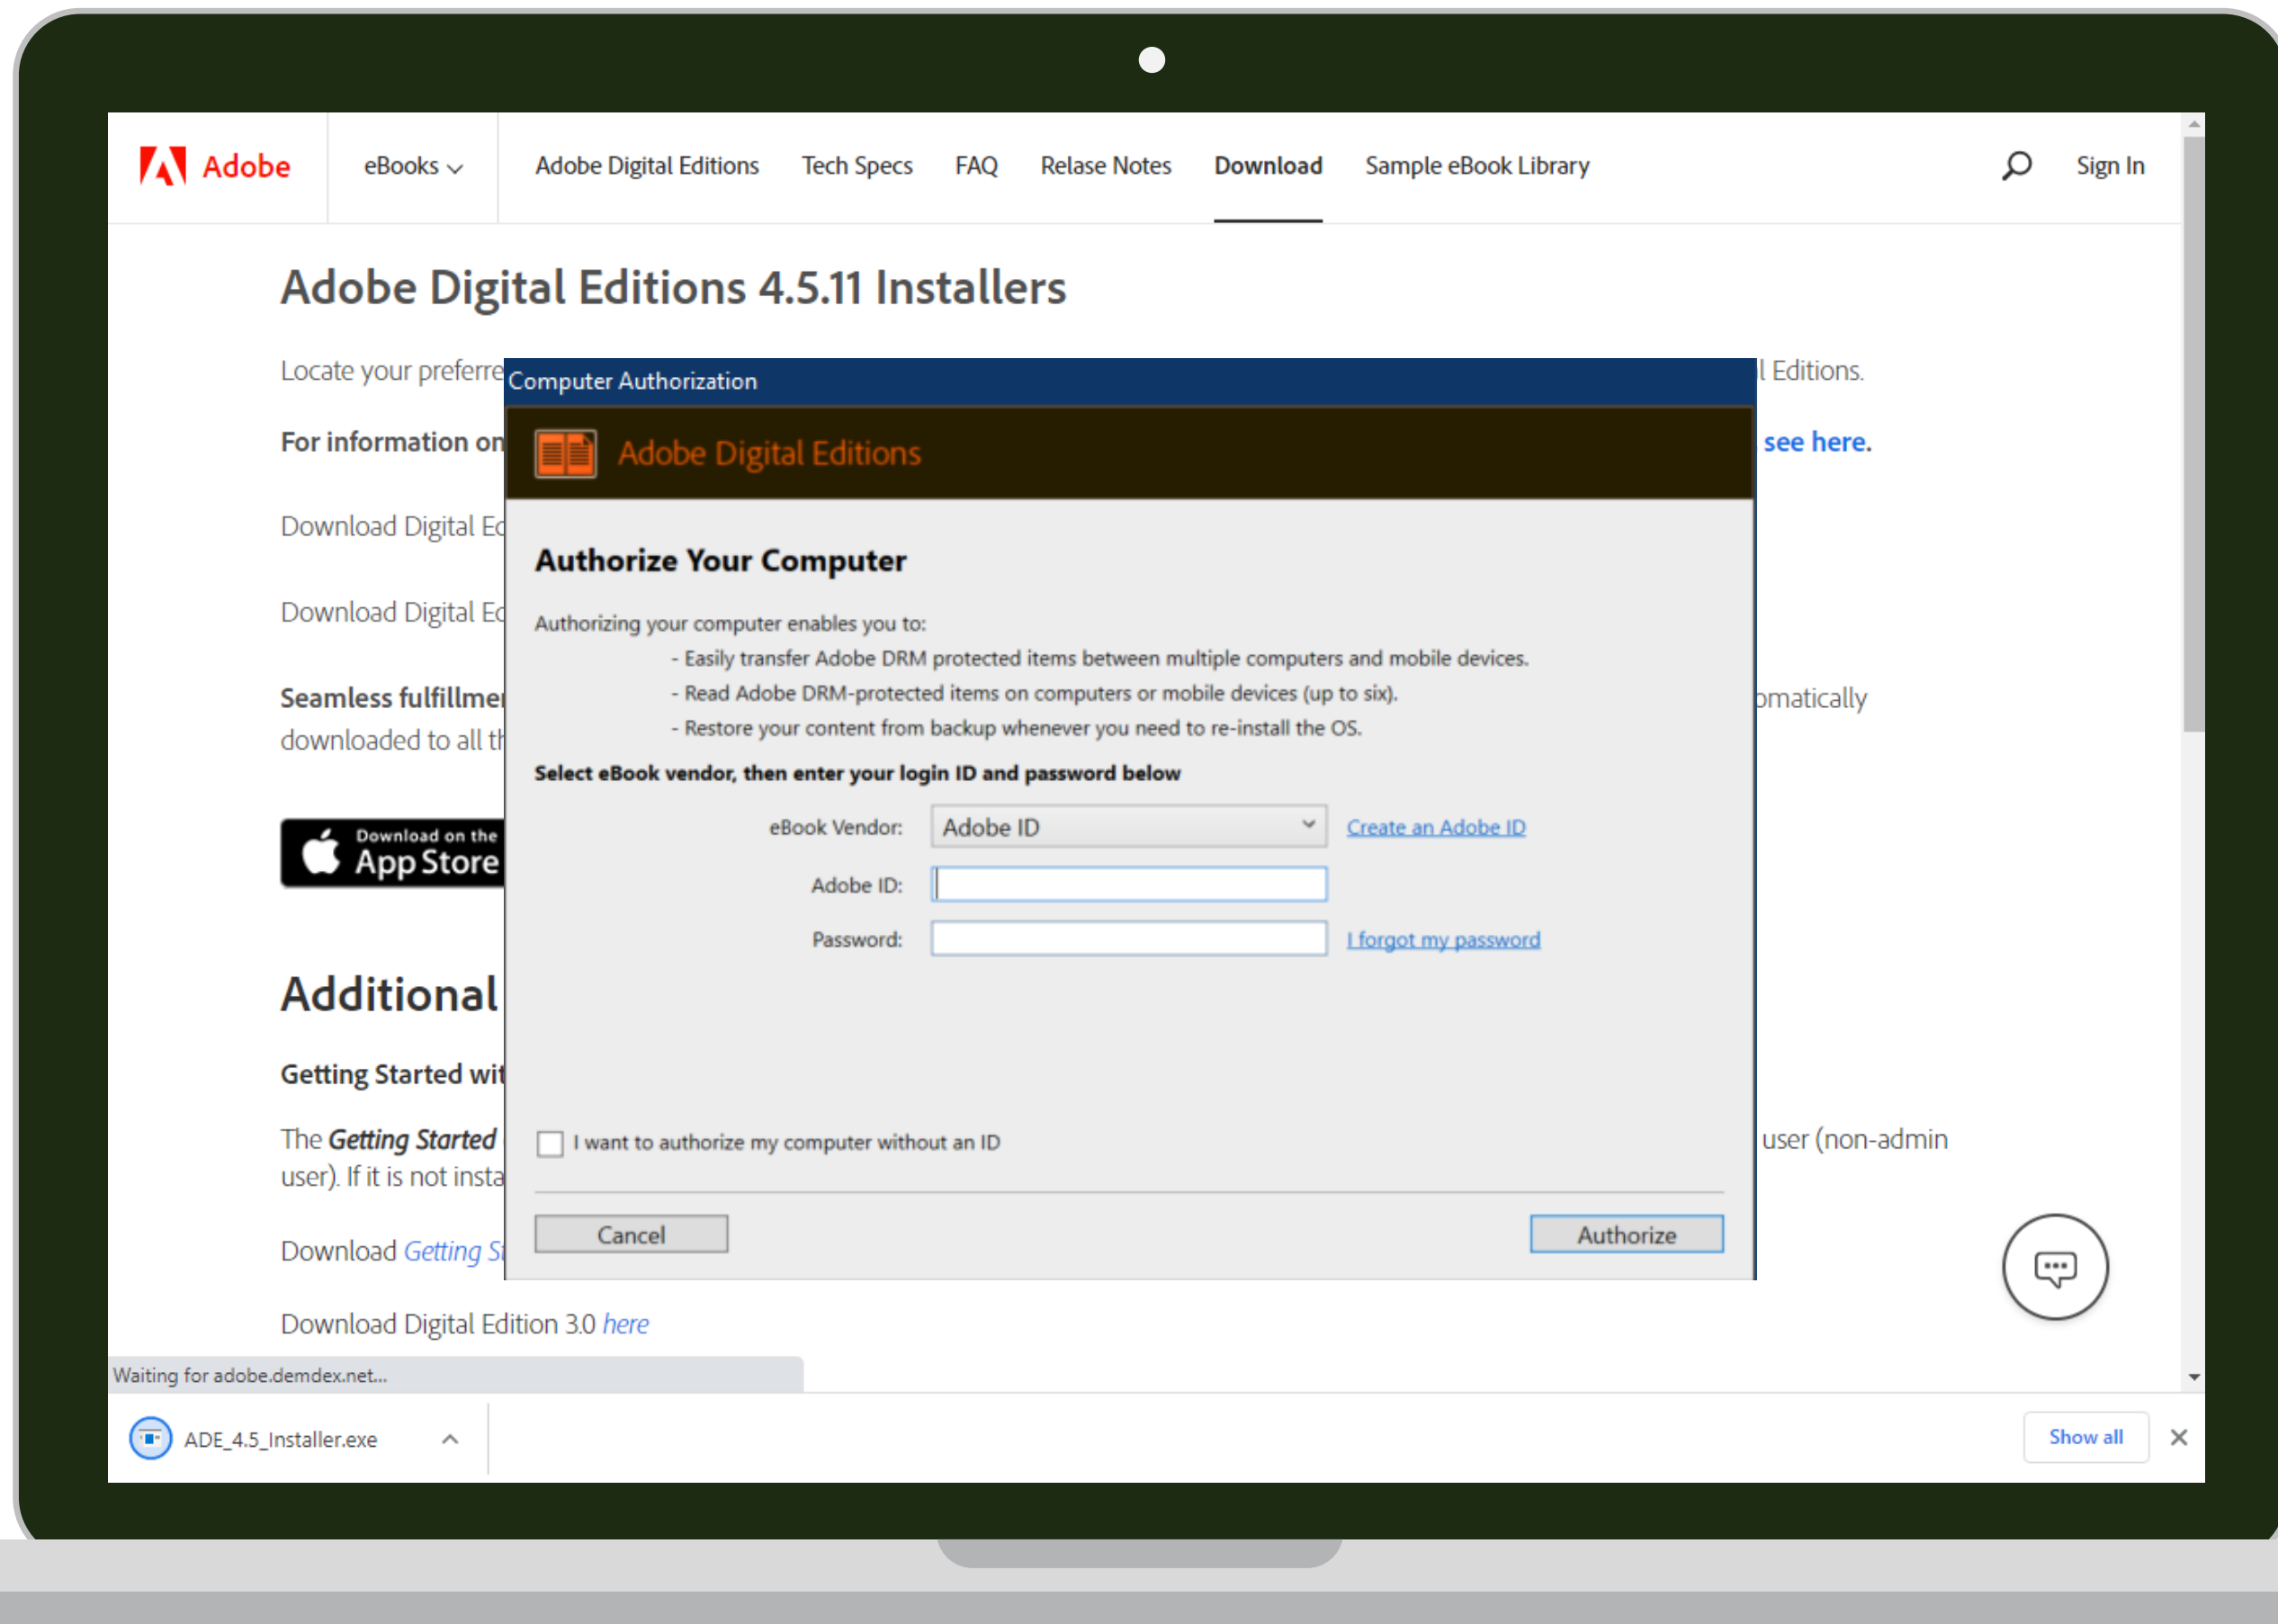 Adobe
eBooks
Adobe Digital Editions
Tech Specs
FAQ
Relase Notes
Download
Sample eBook Library
Sign In
Adobe Digital Editions 4.5.11 Installers
Locate your preferre
l Editions.
For information on
see here.
Download Digital Ed
Download Digital Ed
Seamless fulfillme
omatically
downloaded to all th
Download on the
App Store
Additional
Getting Started wit
The Getting Started
user (non-admin
user). If it is not insta
Download Getting St
Download Digital Edition 3.0 here
Computer Authorization
Adobe Digital Editions
Authorize Your Computer
Authorizing your computer enables you to:
- Easily transfer Adobe DRM protected items between multiple computers and mobile devices.
- Read Adobe DRM-protected items on computers or mobile devices (up to six).
- Restore your content from backup whenever you need to re-install the OS.
Select eBook vendor, then enter your login ID and password below
eBook Vendor: Adobe ID Create an Adobe ID
Adobe ID:
Password: I forgot my password
I want to authorize my computer without an ID
Cancel
Authorize
Waiting for adobe.demdex.net...
ADE_4.5_Installer.exe
Show all